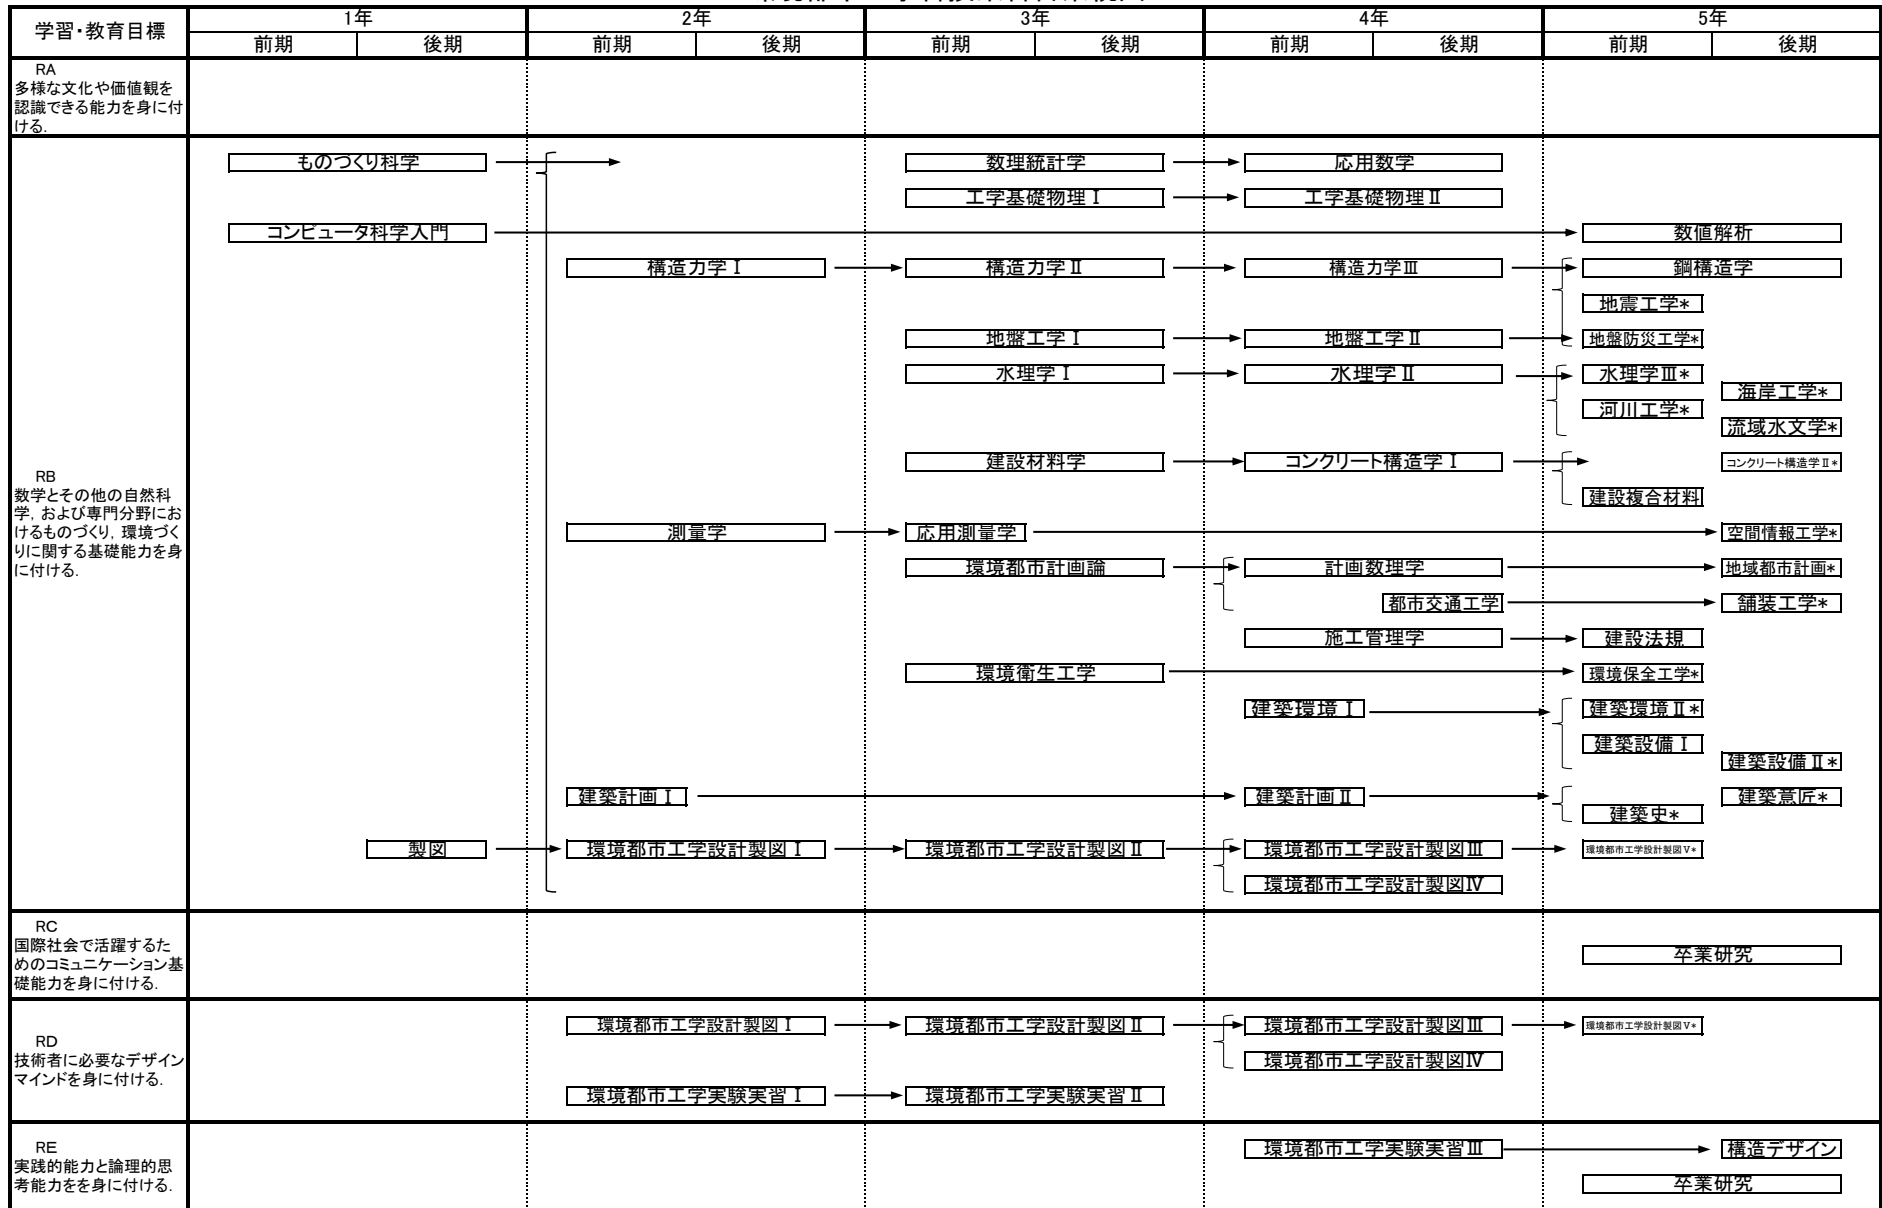 学習・教育目標
1年
2年
3年
4年
5年
前期
後期
前期
後期
前期
後期
前期
後期
前期
後期
RA
多様な文化や価値観を
認識できる能力を身に付
ける.
RB
数学とその他の自然科
学, および専門分野にお
けるものづくり, 環境づく
りに関する基礎能力を身
に付ける.
ものづくり科学
数理統計学
応用数学
工学基礎物理Ⅰ
工学基礎物理Ⅱ
コンピュータ科学入門
数値解析
構造力学Ⅰ
構造力学Ⅱ
構造力学Ⅲ
鋼構造学
地震工学*
地盤工学Ⅰ
地盤工学Ⅱ
地盤防災工学*
水理学Ⅰ
水理学Ⅱ
水理学Ⅲ*
海岸工学*
河川工学*
流域水文学*
建設材料学
コンクリート構造学Ⅰ
コンクリート構造学Ⅱ*
建設複合材料
測量学
応用測量学
空間情報工学*
環境都市計画論
計画数理学
地域都市計画*
都市交通工学
舗装工学*
施工管理学
建設法規
環境衛生工学
環境保全工学*
建築環境Ⅰ
建築環境Ⅱ*
建築設備Ⅰ
建築設備Ⅱ*
建築計画Ⅰ
建築計画Ⅱ
建築意匠*
建築史*
製図
環境都市工学設計製図Ⅰ
環境都市工学設計製図Ⅱ
環境都市工学設計製図Ⅲ
環境都市工学設計製図Ⅴ*
環境都市工学設計製図Ⅳ
RC
国際社会で活躍するた
めのコミュニケーション基
礎能力を身に付ける.
卒業研究
RD
技術者に必要なデザイン
マインドを身に付ける.
環境都市工学設計製図Ⅰ
環境都市工学設計製図Ⅱ
環境都市工学設計製図Ⅲ
環境都市工学設計製図Ⅴ*
環境都市工学設計製図Ⅳ
環境都市工学実験実習Ⅰ
環境都市工学実験実習Ⅱ
RE
実践的能力と論理的思
考能力をを身に付ける.
環境都市工学実験実習Ⅲ
構造デザイン
卒業研究